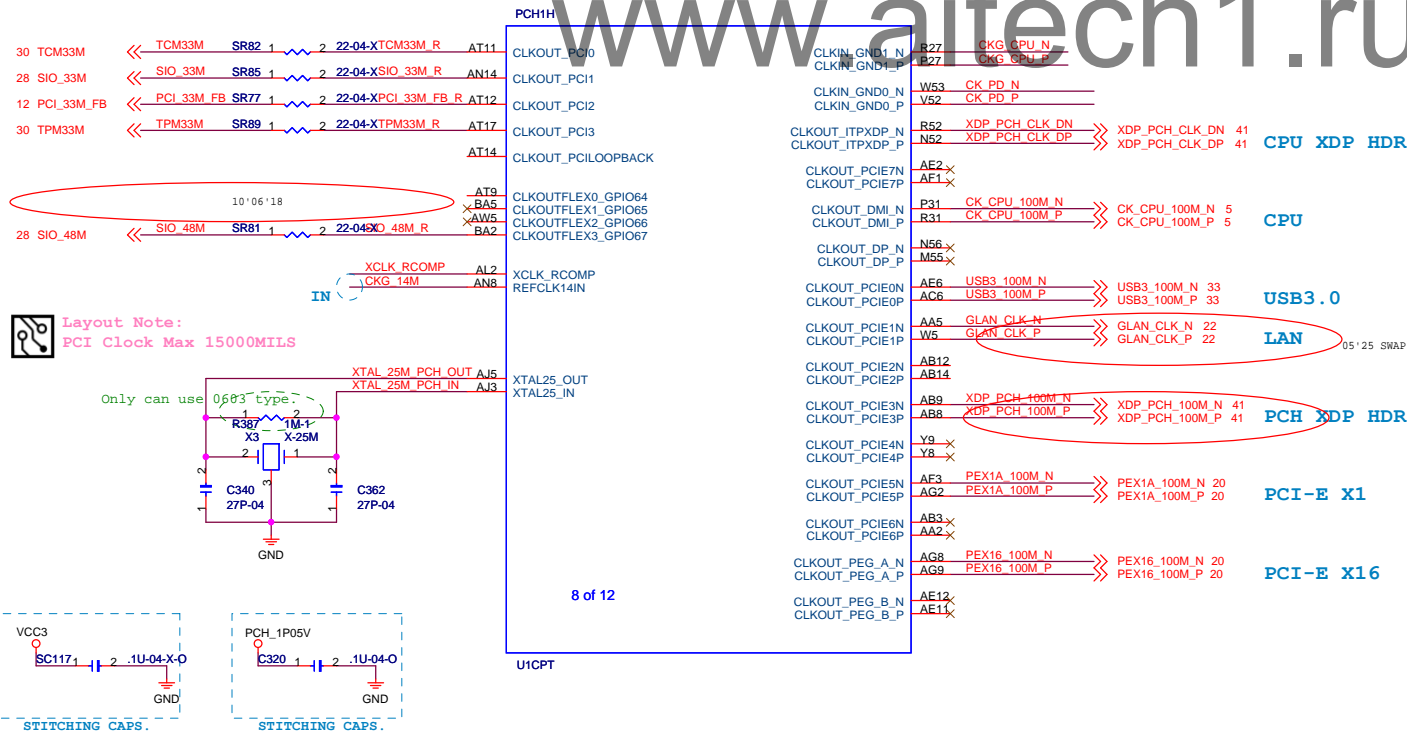 www.aitech1.ru
PCH1H
30 TCM33M TCM33M SR82 1 2 22-04-X TCM33M_R AT11 CLKOUT_PCI0
28 SIO_33M SIO_33M SR85 1 2 22-04-X SIO_33M_R AN14 CLKOUT_PCI1
12 PCI_33M_FB PCI_33M_FB SR77 1 2 22-04-X PCI_33M_FB_R AT12 CLKOUT_PCI2
30 TPM33M TPM33M SR89 1 2 22-04-X TPM33M_R AT17 CLKOUT_PCI3
AT14 CLKOUT_PCILOOPBACK
AT9 CLKOUTFLEX0_GPIO64
10'06'18
BA5 CLKOUTFLEX1_GPIO65
AW5 CLKOUTFLEX2_GPIO66
28 SIO_48M SIO_48M SR81 1 2 22-04-X SIO_48M_R BA2 CLKOUTFLEX3_GPIO67
XCLK_RCOMP AL2 XCLK_RCOMP
IN CKG_14M AN8 REFCLK14IN
Layout Note:
PCI Clock Max 15000MILS
XTAL_25M_PCH_OUT AJ5 XTAL25_OUT
XTAL_25M_PCH_IN AJ3 XTAL25_IN
Only can use 0603 type.
1 2
R387 1M-1
X3 X-25M
2 1
3
2 C340 1
27P-04
2 C362 1
27P-04
GND
8 of 12
U1CPT
CLKIN_GND1_N R27 CKG_CPU_N
CLKIN_GND1_P P27 CKG_CPU_P
CLKIN_GND0_N W53 CK_PD_N
CLKIN_GND0_P V52 CK_PD_P
CLKOUT_ITPXDP_N R52 XDP_PCH_CLK_DN XDP_PCH_CLK_DN 41
CLKOUT_ITPXDP_P N52 XDP_PCH_CLK_DP XDP_PCH_CLK_DP 41
CPU XDP HDR
CLKOUT_PCIE7N AE2
CLKOUT_PCIE7P AF1
CLKOUT_DMI_N P31 CK_CPU_100M_N CK_CPU_100M_N 5
CLKOUT_DMI_P R31 CK_CPU_100M_P CK_CPU_100M_P 5
CPU
CLKOUT_DP_N N56
CLKOUT_DP_P M55
CLKOUT_PCIE0N AE6 USB3_100M_N USB3_100M_N 33
CLKOUT_PCIE0P AC6 USB3_100M_P USB3_100M_P 33
USB3.0
CLKOUT_PCIE1N AA5 GLAN_CLK_N GLAN_CLK_N 22
CLKOUT_PCIE1P W5 GLAN_CLK_P GLAN_CLK_P 22
LAN
05'25 SWAP
CLKOUT_PCIE2N AB12
CLKOUT_PCIE2P AB14
CLKOUT_PCIE3N AB9 XDP_PCH_100M_N XDP_PCH_100M_N 41
CLKOUT_PCIE3P AB8 XDP_PCH_100M_P XDP_PCH_100M_P 41
PCH XDP HDR
CLKOUT_PCIE4N Y9
CLKOUT_PCIE4P Y8
CLKOUT_PCIE5N AF3 PEX1A_100M_N PEX1A_100M_N 20
CLKOUT_PCIE5P AG2 PEX1A_100M_P PEX1A_100M_P 20
PCI-E X1
CLKOUT_PCIE6N AB3
CLKOUT_PCIE6P AA2
CLKOUT_PEG_A_N AG8 PEX16_100M_N PEX16_100M_N 20
CLKOUT_PEG_A_P AG9 PEX16_100M_P PEX16_100M_P 20
PCI-E X16
CLKOUT_PEG_B_N AE12
CLKOUT_PEG_B_P AE11
VCC3
SC117 1 2 .1U-04-X-O
GND
STITCHING CAPS.
PCH_1P05V
C320 1 2 .1U-04-O
GND
STITCHING CAPS.